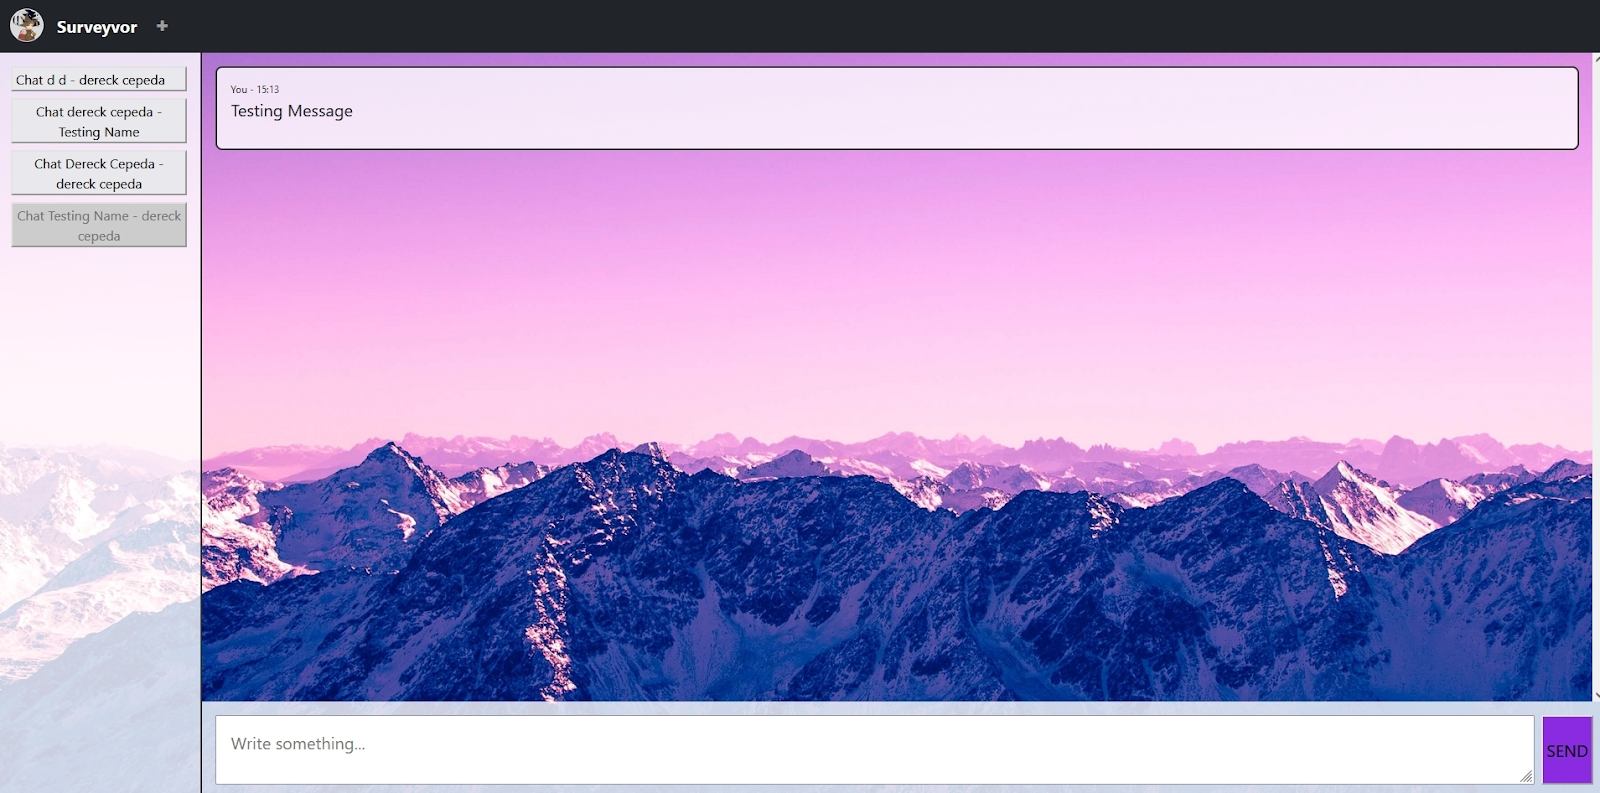 Surveyvor +
Chat d d - dereck cepeda
Chat dereck cepeda -
Testing Name
Chat Dereck Cepeda -
dereck cepeda
Chat Testing Name - dereck
cepeda
You - 15:13
Testing Message
Write something...
SEND